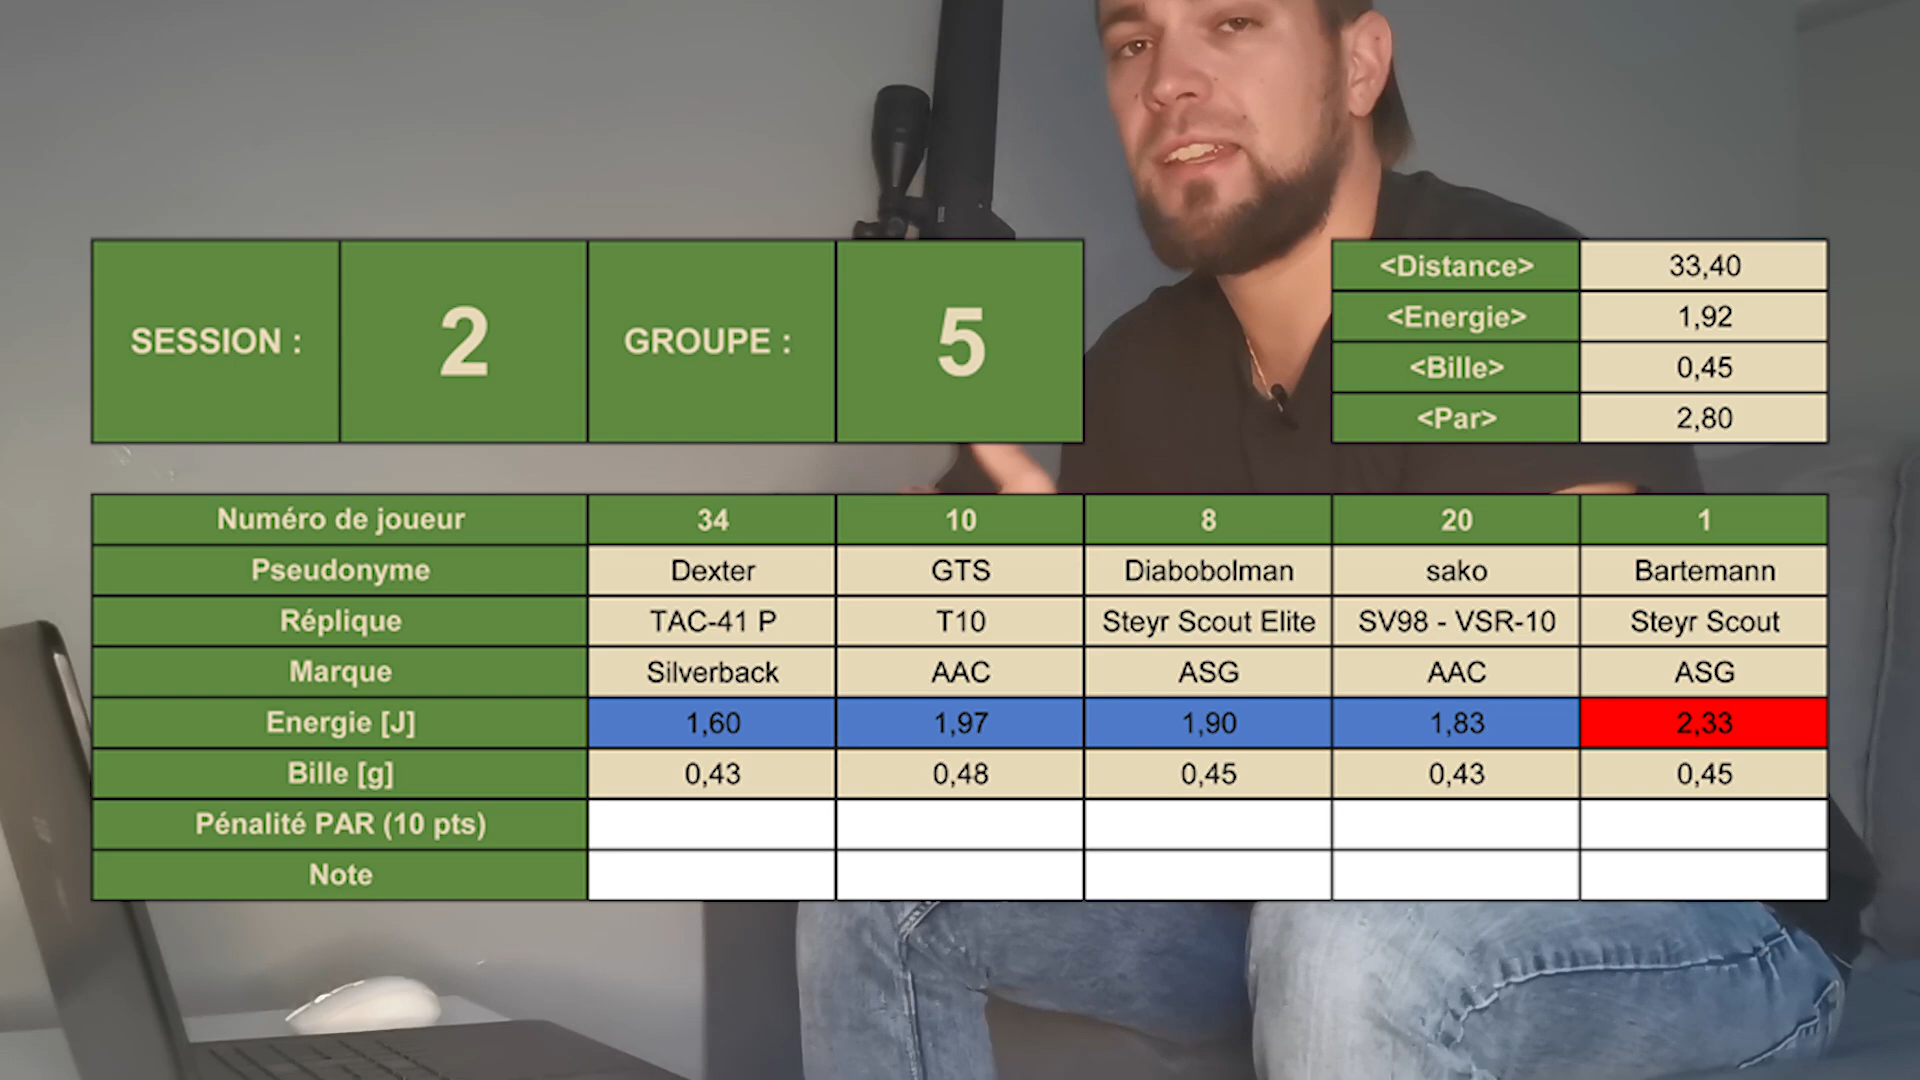 SESSION : 2 GROUPE : 5
<Distance> 33,40
<Energie> 1,92
<Bille> 0,45
<Par> 2,80
Numéro de joueur 34 10 8 20 1
Pseudonyme Dexter GTS Diabobolman sako Bartemann
Réplique TAC-41 P T10 Steyr Scout Elite SV98 - VSR-10 Steyr Scout
Marque Silverback AAC ASG AAC ASG
Energie [J] 1,60 1,97 1,90 1,83 2,33
Bille [g] 0,43 0,48 0,45 0,43 0,45
Pénalité PAR (10 pts)
Note